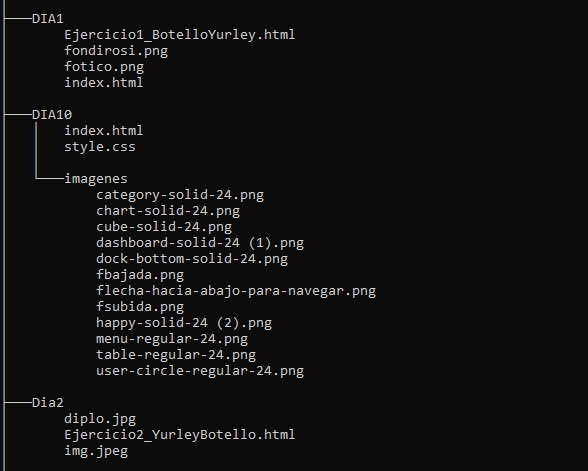 DIA1
Ejercicio1_BotelloYurley.html
fondirosi.png
fotico.png
index.html
DIA10
index.html
style.css
imagenes
category-solid-24.png
chart-solid-24.png
cube-solid-24.png
dashboard-solid-24 (1).png
dock-bottom-solid-24.png
fbajada.png
flecha-hacia-abajo-para-navegar.png
fsubida.png
happy-solid-24 (2).png
menu-regular-24.png
table-regular-24.png
user-circle-regular-24.png
Dia2
diplo.jpg
Ejercicio2_YurleyBotello.html
img.jpeg